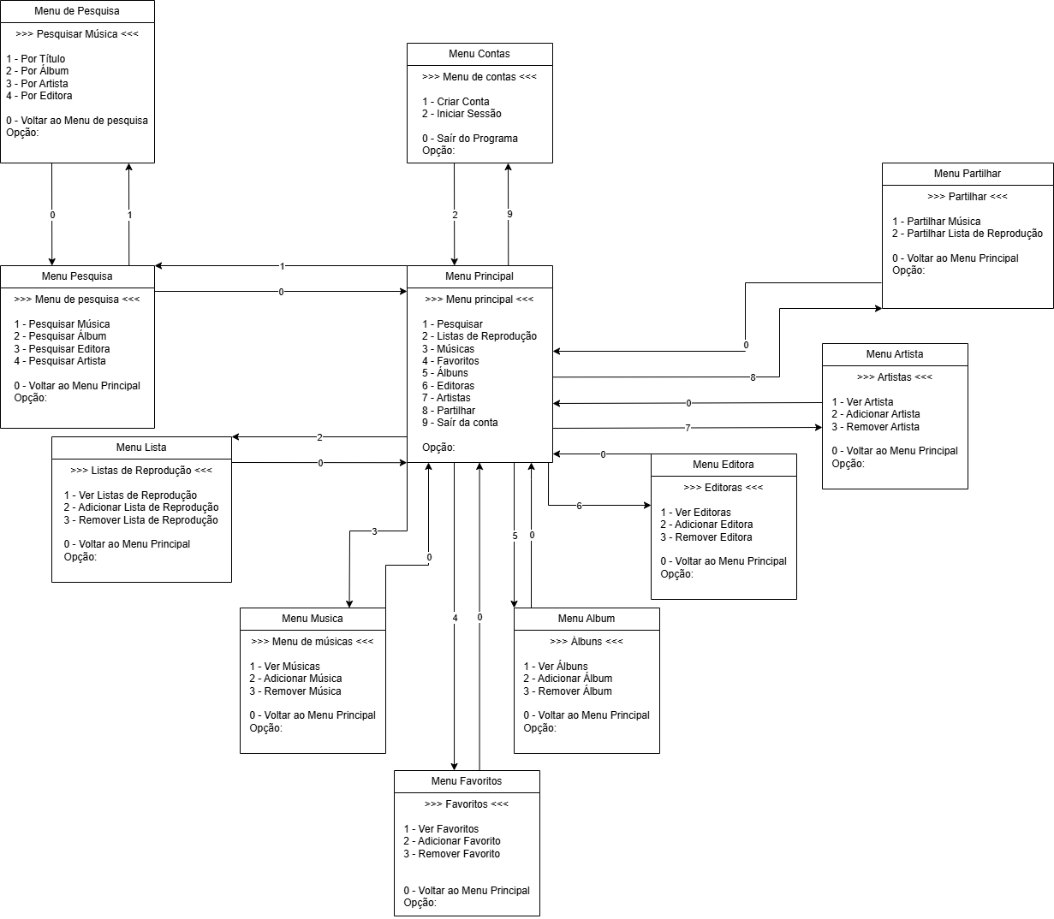 Menu de Pesquisa
>>> Pesquisar Música <<<
1 - Por Título
2 - Por Álbum
3 - Por Artista
4 - Por Editora
0 - Voltar ao Menu de pesquisa
Opção:
Menu Contas
>>> Menu de contas <<<
1 - Criar Conta
2 - Iniciar Sessão
0 - Saír do Programa
Opção:
Menu Partilhar
>>> Partilhar <<<
1 - Partilhar Música
2 - Partilhar Lista de Reprodução
0 - Voltar ao Menu Principal
Opção:
0
1
2
9
Menu Pesquisa
>>> Menu de pesquisa <<<
1 - Pesquisar Música
2 - Pesquisar Álbum
3 - Pesquisar Editora
4 - Pesquisar Artista
0 - Voltar ao Menu Principal
Opção:
1
0
Menu Principal
>>> Menu principal <<<
1 - Pesquisar
2 - Listas de Reprodução
3 - Músicas
4 - Favoritos
5 - Álbuns
6 - Editoras
7 - Artistas
8 - Partilhar
9 - Saír da conta
Opção:
0
8
0
7
Menu Artista
>>> Artistas <<<
1 - Ver Artista
2 - Adicionar Artista
3 - Remover Artista
0 - Voltar ao Menu Principal
Opção:
Menu Lista
>>> Listas de Reprodução <<<
1 - Ver Listas de Reprodução
2 - Adicionar Lista de Reprodução
3 - Remover Lista de Reprodução
0 - Voltar ao Menu Principal
Opção:
2
0
0
6
Menu Editora
>>> Editoras <<<
1 - Ver Editoras
2 - Adicionar Editora
3 - Remover Editora
0 - Voltar ao Menu Principal
Opção:
3
0
5
0
4
0
Menu Musica
>>> Menu de músicas <<<
1 - Ver Músicas
2 - Adicionar Música
3 - Remover Música
0 - Voltar ao Menu Principal
Opção:
Menu Album
>>> Álbuns <<<
1 - Ver Álbuns
2 - Adicionar Álbum
3 - Remover Álbum
0 - Voltar ao Menu Principal
Opção:
Menu Favoritos
>>> Favoritos <<<
1 - Ver Favoritos
2 - Adicionar Favorito
3 - Remover Favorito
0 - Voltar ao Menu Principal
Opção: